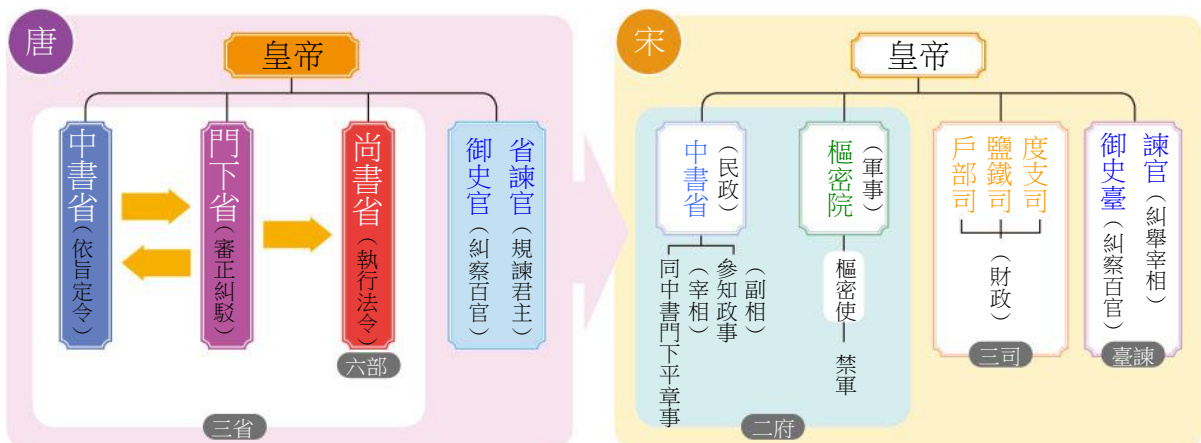 唐
皇帝
中書省（依旨定令）
門下省（審正糾駁）
尚書省（執行法令）
六部
三省
省諫官（規諫君主）
御史官（糾察百官）
宋
皇帝
（民政）
中書省
（副相）
參知政事
（宰相）
同中書門下平章事
（軍事）
樞密院
樞密使
禁軍
二府
度支司
鹽鐵司
戶部司
（財政）
三司
諫官（糾舉宰相）
御史臺（糾察百官）
臺諫